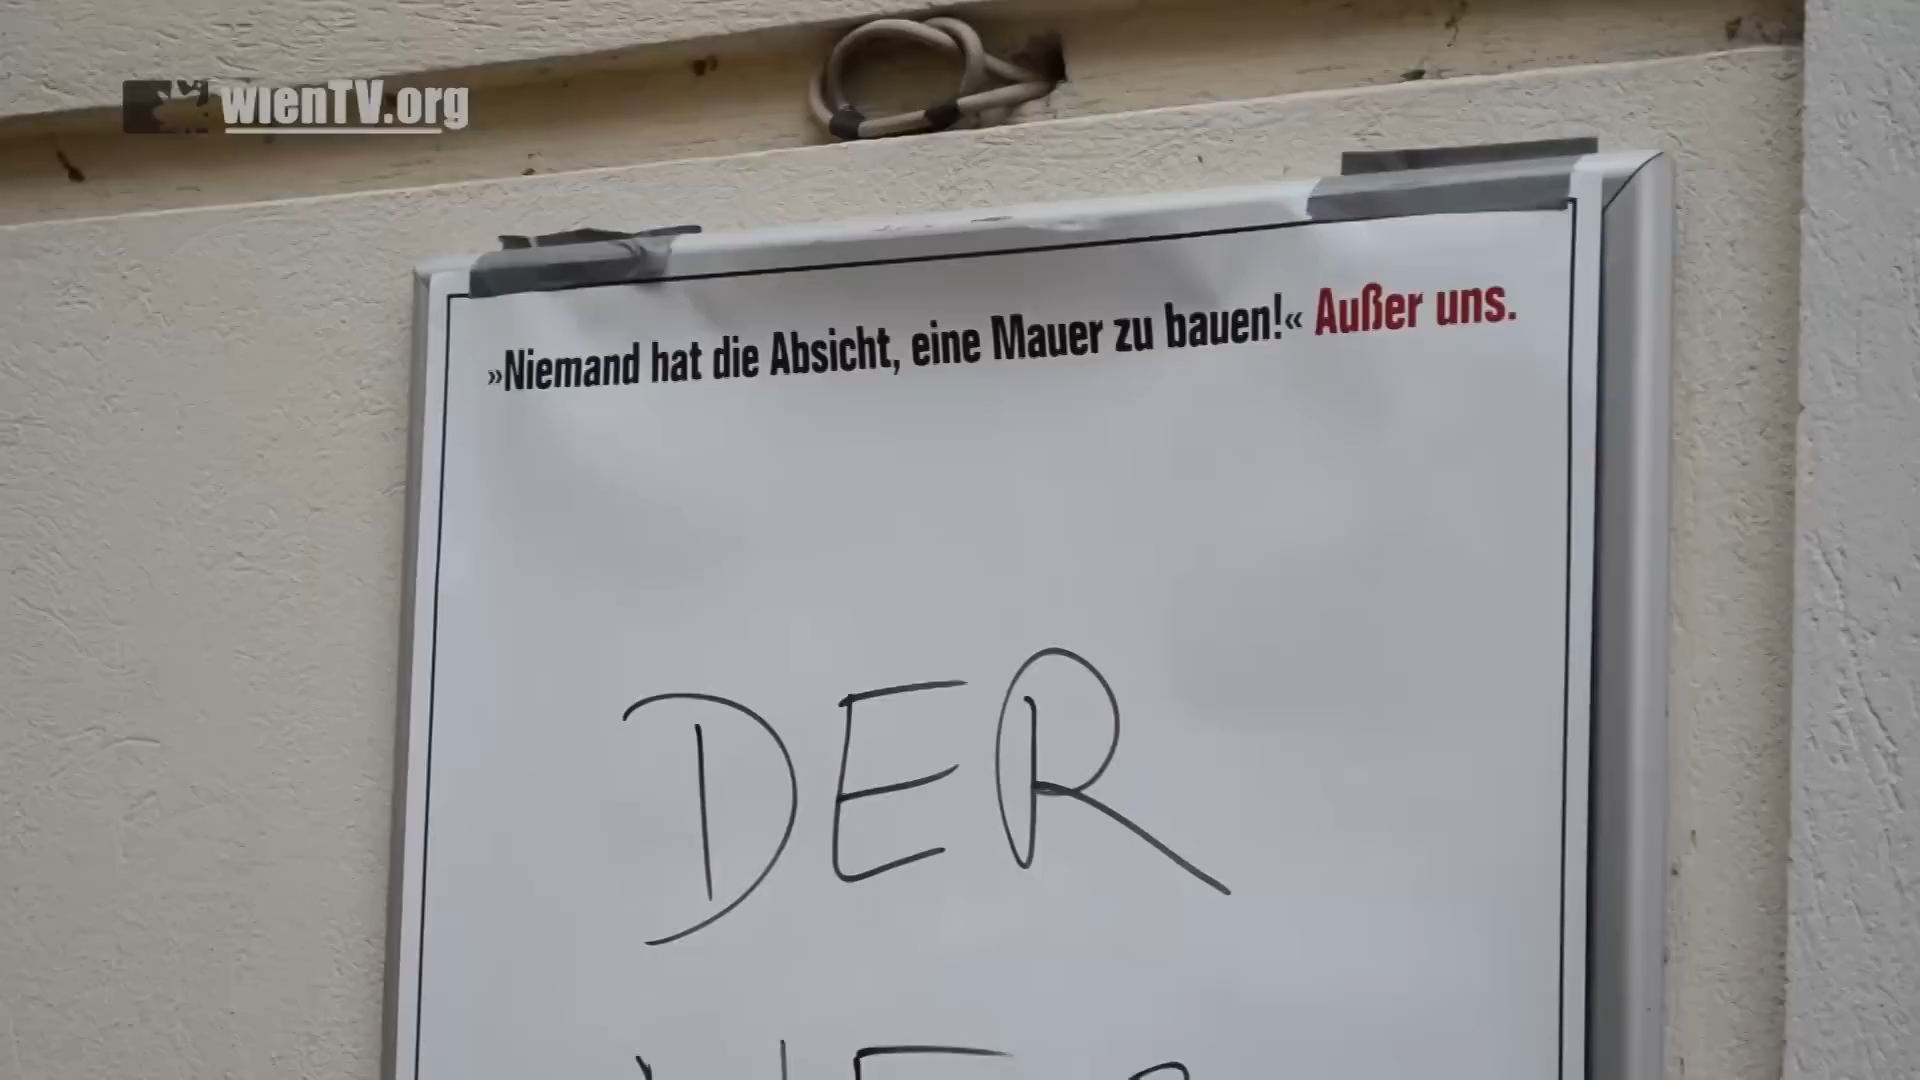 wienTV.org
»Niemand hat die Absicht, eine Mauer zu bauen!« Außer uns.
DER